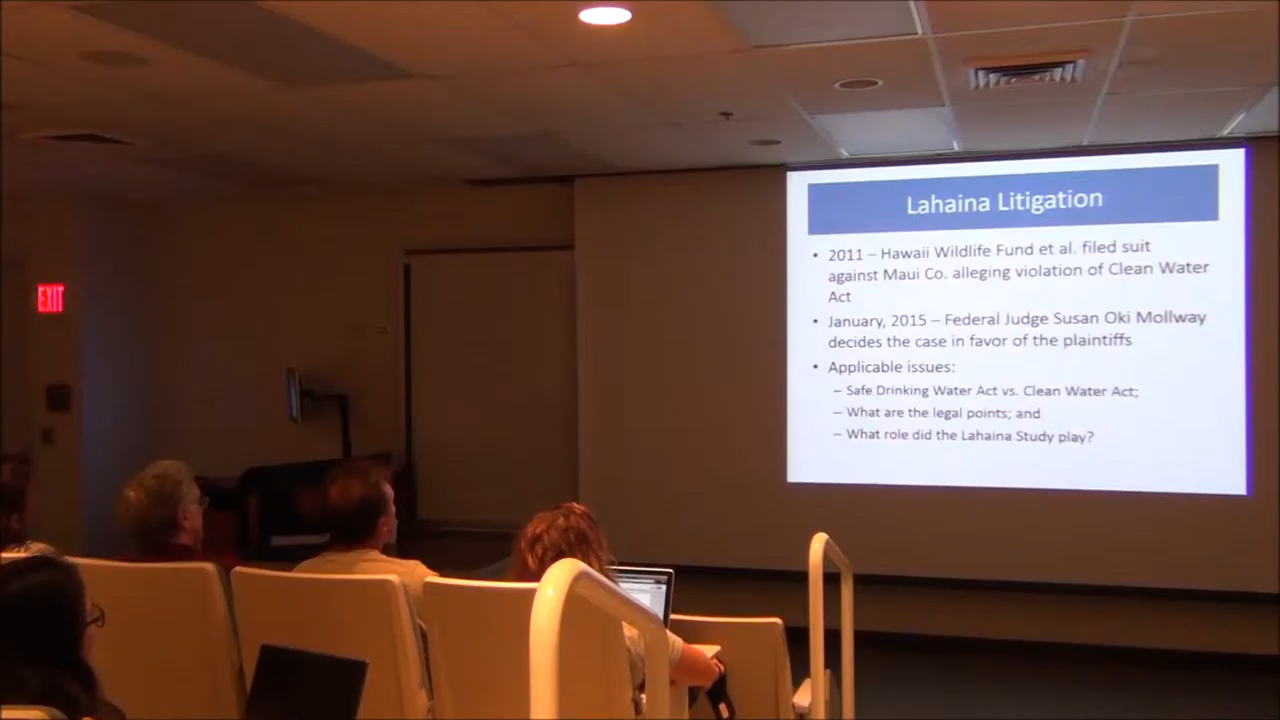 EXIT
Lahaina Litigation
• 2011 – Hawaii Wildlife Fund et al. filed suit
against Maui Co. alleging violation of Clean Water
Act
• January, 2015 – Federal Judge Susan Oki Mollway
decides the case in favor of the plaintiffs
• Applicable issues:
– Safe Drinking Water Act vs. Clean Water Act;
– What are the legal points; and
– What role did the Lahaina Study play?